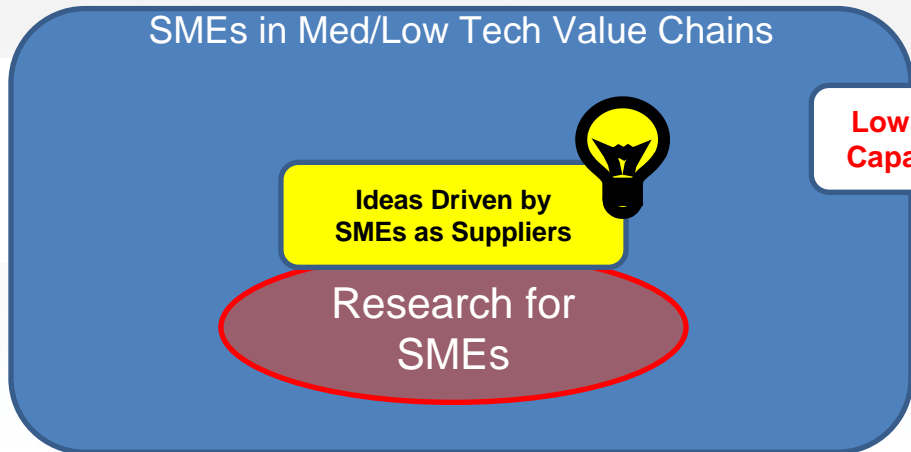 SMEs in Med/Low Tech Value Chains
Low
Ideas Driven by
SMEs as Suppliers
Research for
SMEs